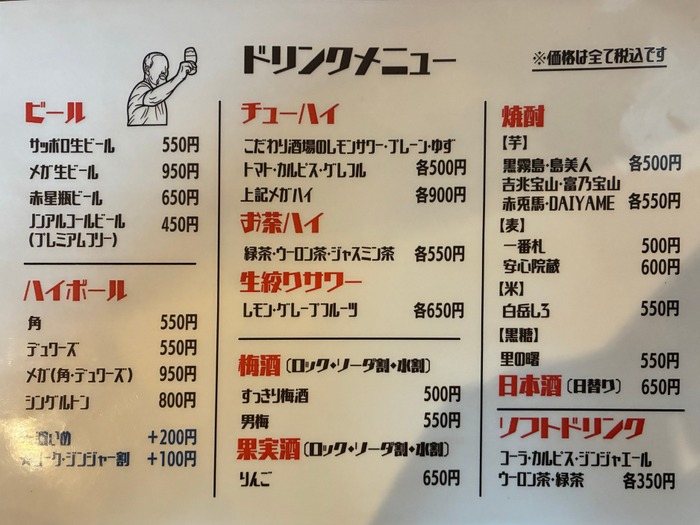 ドリンクメニュー
※価格は全て税込です
ビール
サッポロ生ビール 550円
メガ生ビール 950円
赤星瓶ビール 650円
ノンアルコールビール 450円
(プレミアムフリー)
ハイボール
角 550円
デュワーズ 550円
メガ(角・デュワーズ) 950円
シングルトン 800円
+200円
ジンジャー割 +100円
チューハイ
こだわり酒場のレモンサワー・プレーン・ゆず
トマト・カルピス・グレフル 各500円
上記メガハイ 各900円
お茶ハイ
緑茶・ウーロン茶・ジャスミン茶 各550円
生絞りサワー
レモン・グレープフルーツ 各650円
梅酒(ロック・ソーダ割・水割)
すっきり梅酒 500円
男梅 550円
果実酒(ロック・ソーダ割・水割)
りんご 650円
焼酎
【芋】
黒霧島・島美人 各500円
吉兆宝山・富乃宝山
赤兎馬・DAIYAME 各550円
【麦】
一番札 500円
安心院蔵 600円
【米】
白岳しろ 550円
【黒糖】
里の曙 550円
日本酒(日替り) 650円
ソフトドリンク
コーラ・カルピス・ジンジャエール
ウーロン茶・緑茶 各350円